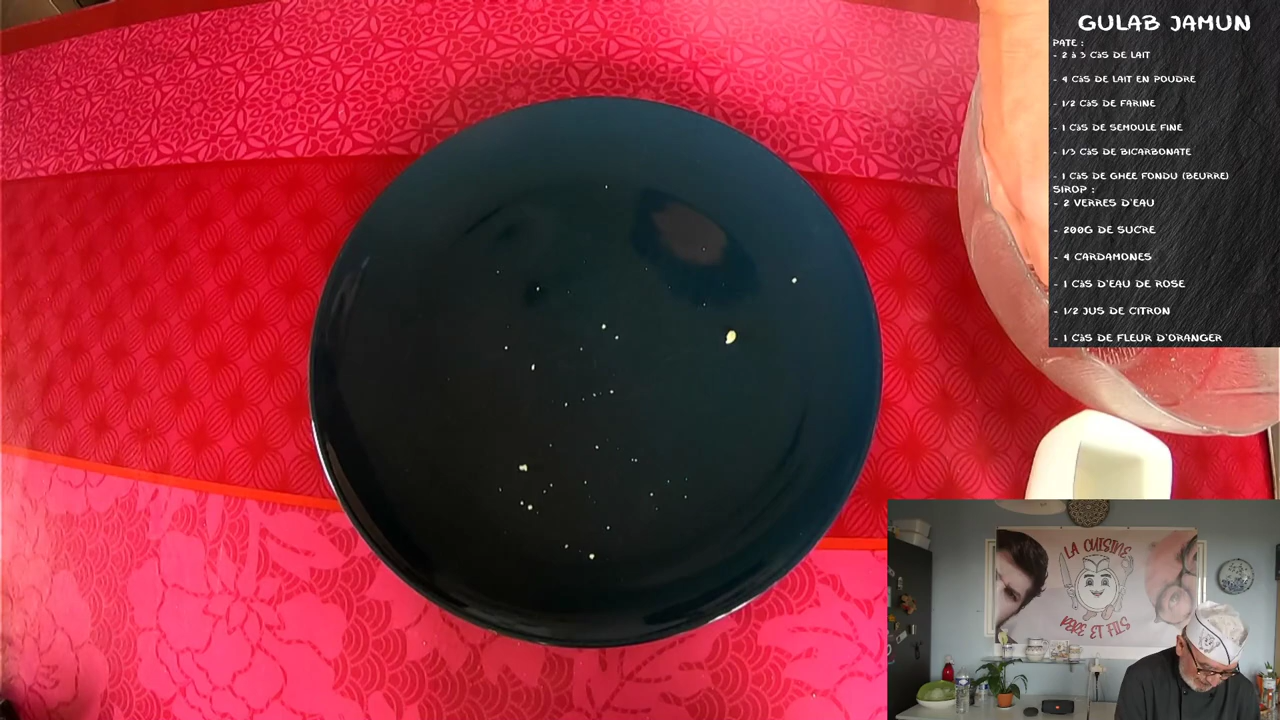 GULAB JAMUN
PATE :
- 2 à 3 CàS DE LAIT
- 4 CàS DE LAIT EN POUDRE
- 1/2 CàS DE FARINE
- 1 CàS DE SEMOULE FINE
- 1/3 CàS DE BICARBONATE
- 1 CàS DE GHEE FONDU (BEURRE)
SIROP :
- 2 VERRES D'EAU
- 200G DE SUCRE
- 4 CARDAMONES
- 1 CàS D'EAU DE ROSE
- 1/2 JUS DE CITRON
- 1 CàS DE FLEUR D'ORANGER
LA CUISINE
PERE ET FILS